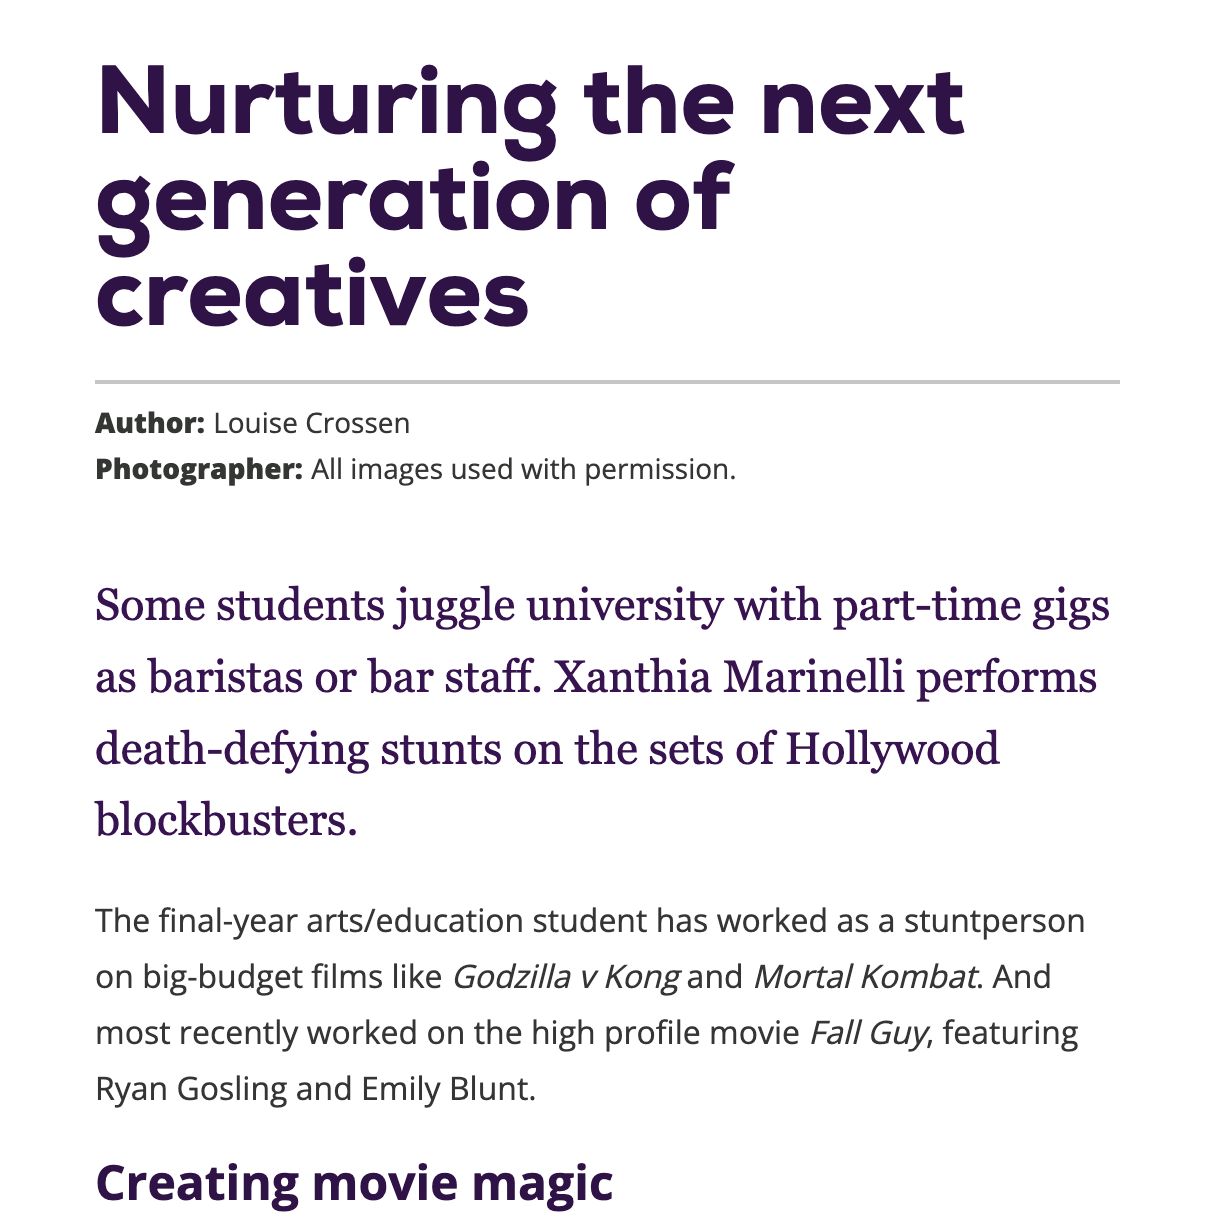 Nurturing the next
generation of
creatives
Author: Louise Crossen
Photographer: All images used with permission.
Some students juggle university with part-time gigs
as baristas or bar staff. Xanthia Marinelli performs
death-defying stunts on the sets of Hollywood
blockbusters.
The final-year arts/education student has worked as a stuntperson
on big-budget films like Godzilla v Kong and Mortal Kombat. And
most recently worked on the high profile movie Fall Guy, featuring
Ryan Gosling and Emily Blunt.
Creating movie magic